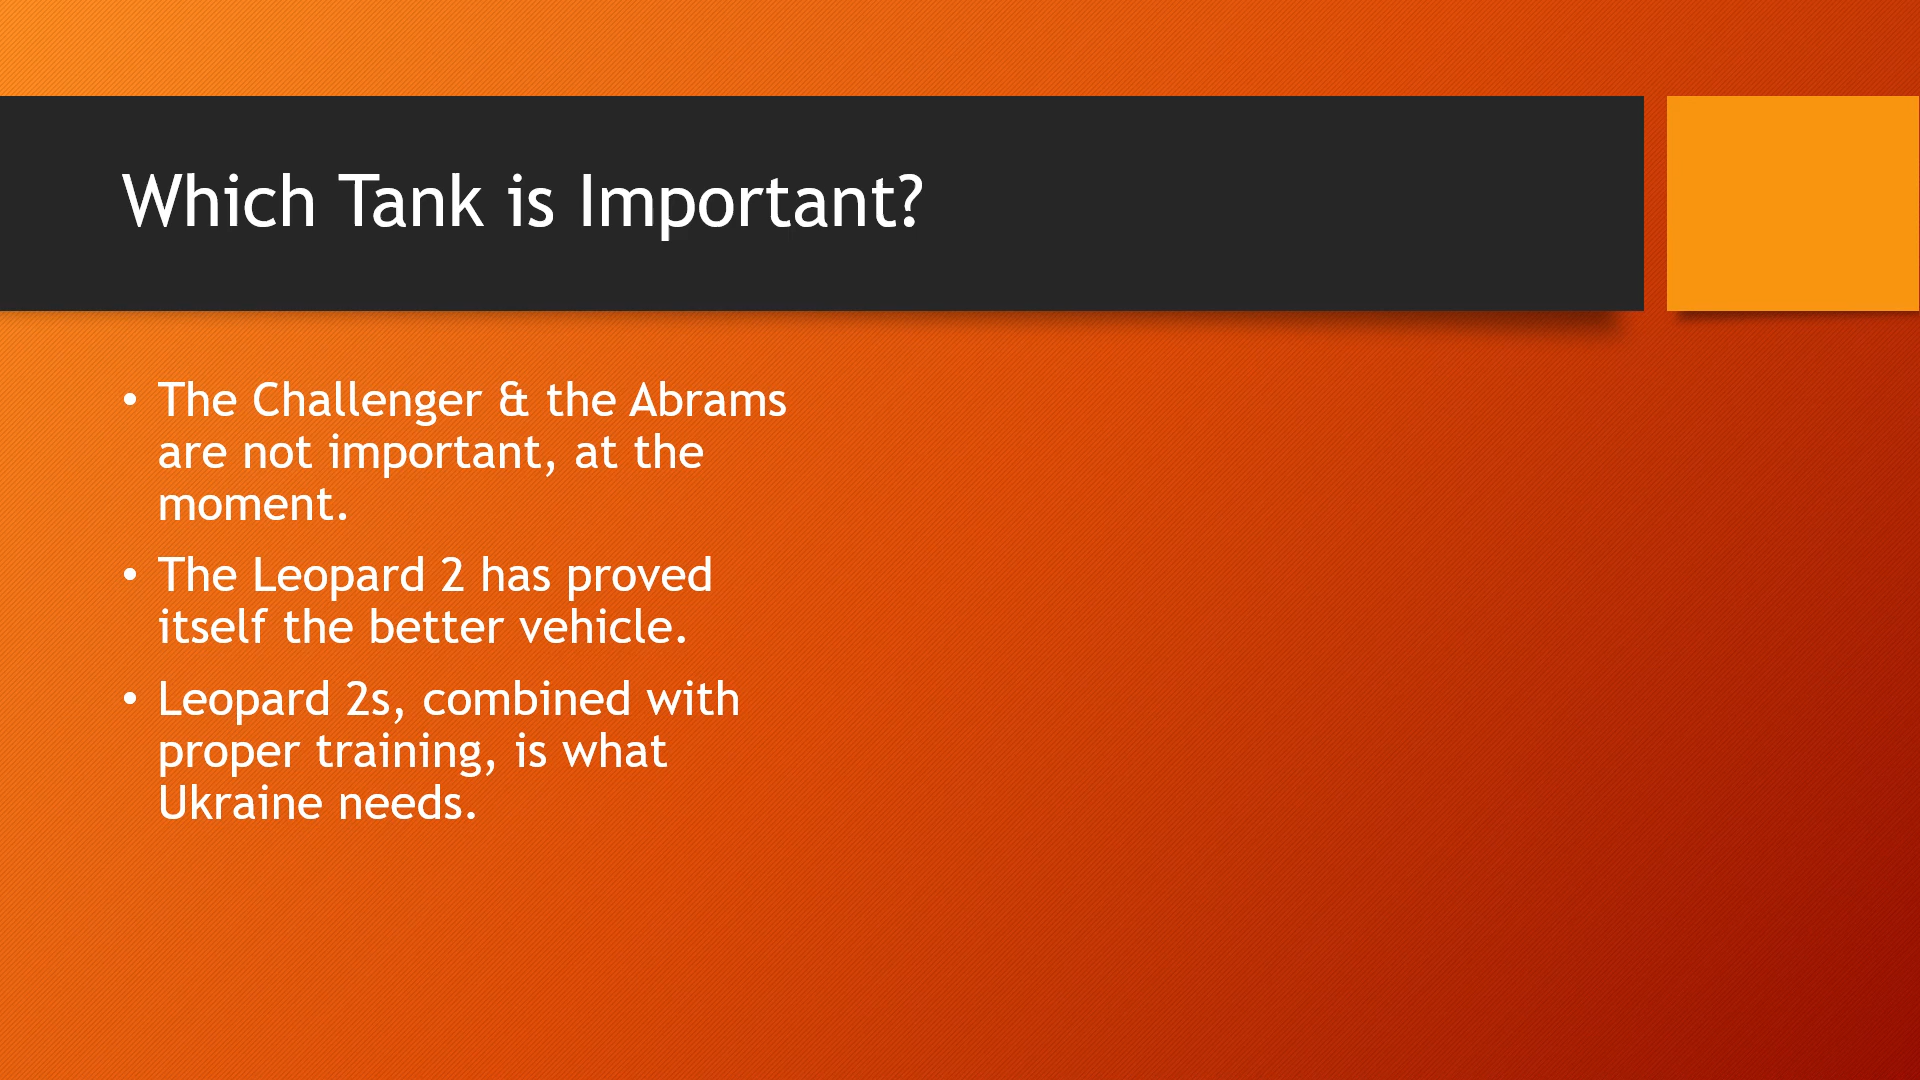 Which Tank is Important?
• The Challenger & the Abrams
are not important, at the
moment.
• The Leopard 2 has proved
itself the better vehicle.
• Leopard 2s, combined with
proper training, is what
Ukraine needs.